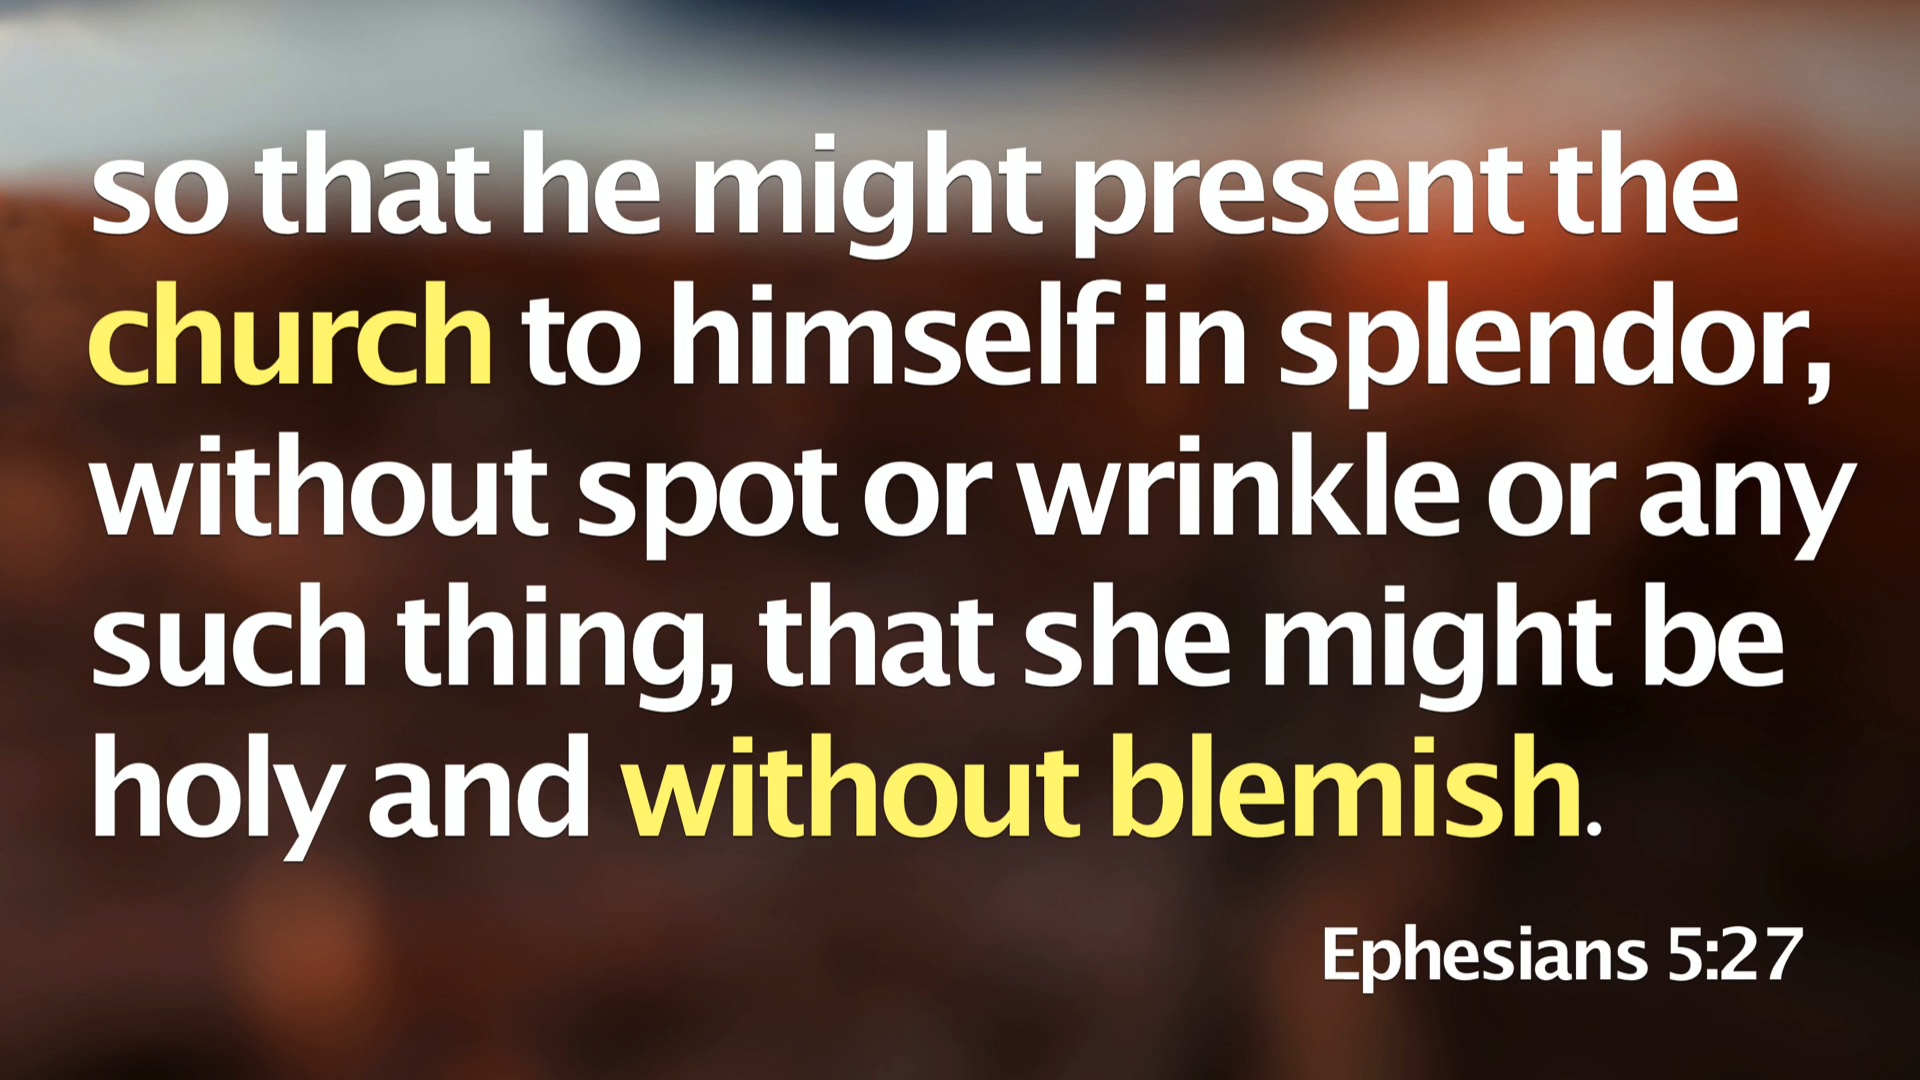 so that he might present the
church to himself in splendor,
without spot or wrinkle or any
such thing, that she might be
holy and without blemish.
Ephesians 5:27